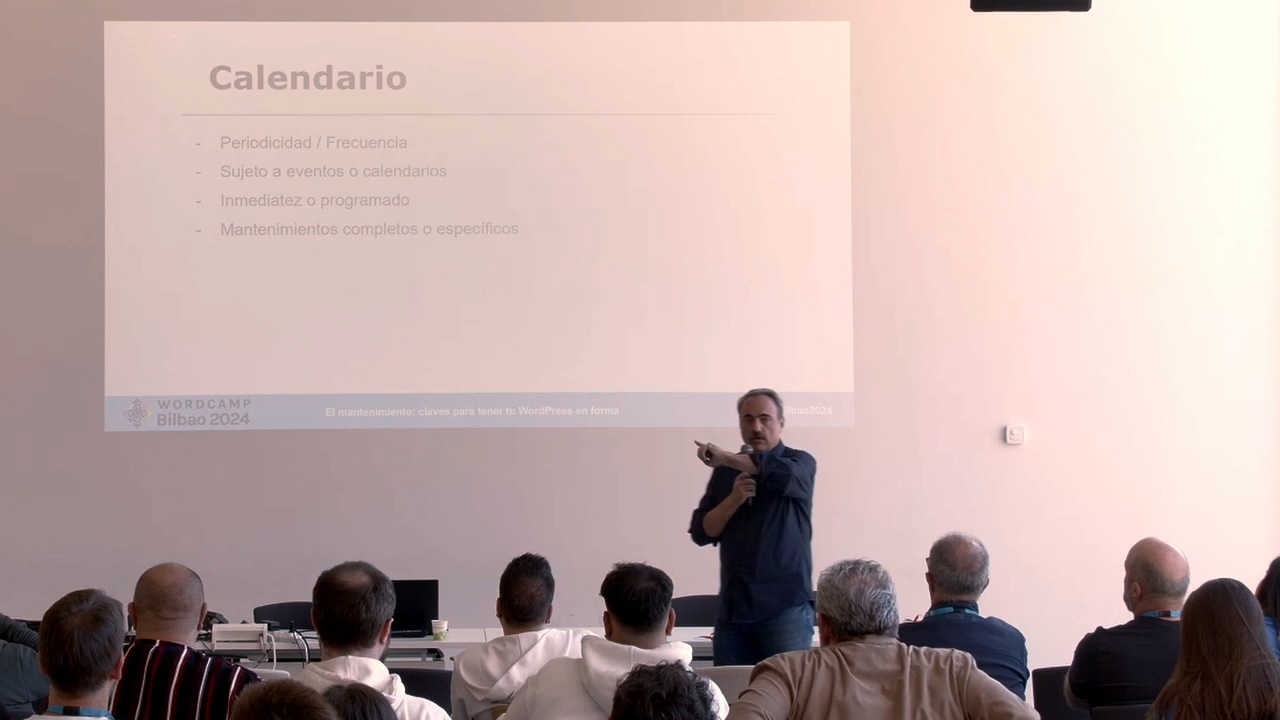 Calendario
- Periodicidad / Frecuencia
- Sujeto a eventos o calendarios
- Inmediatez o programado
- Mantenimientos completos o específicos
WORDCAMP
Bilbao 2024
El mantenimiento: claves para tener tu WordPress en forma
ilbao2024